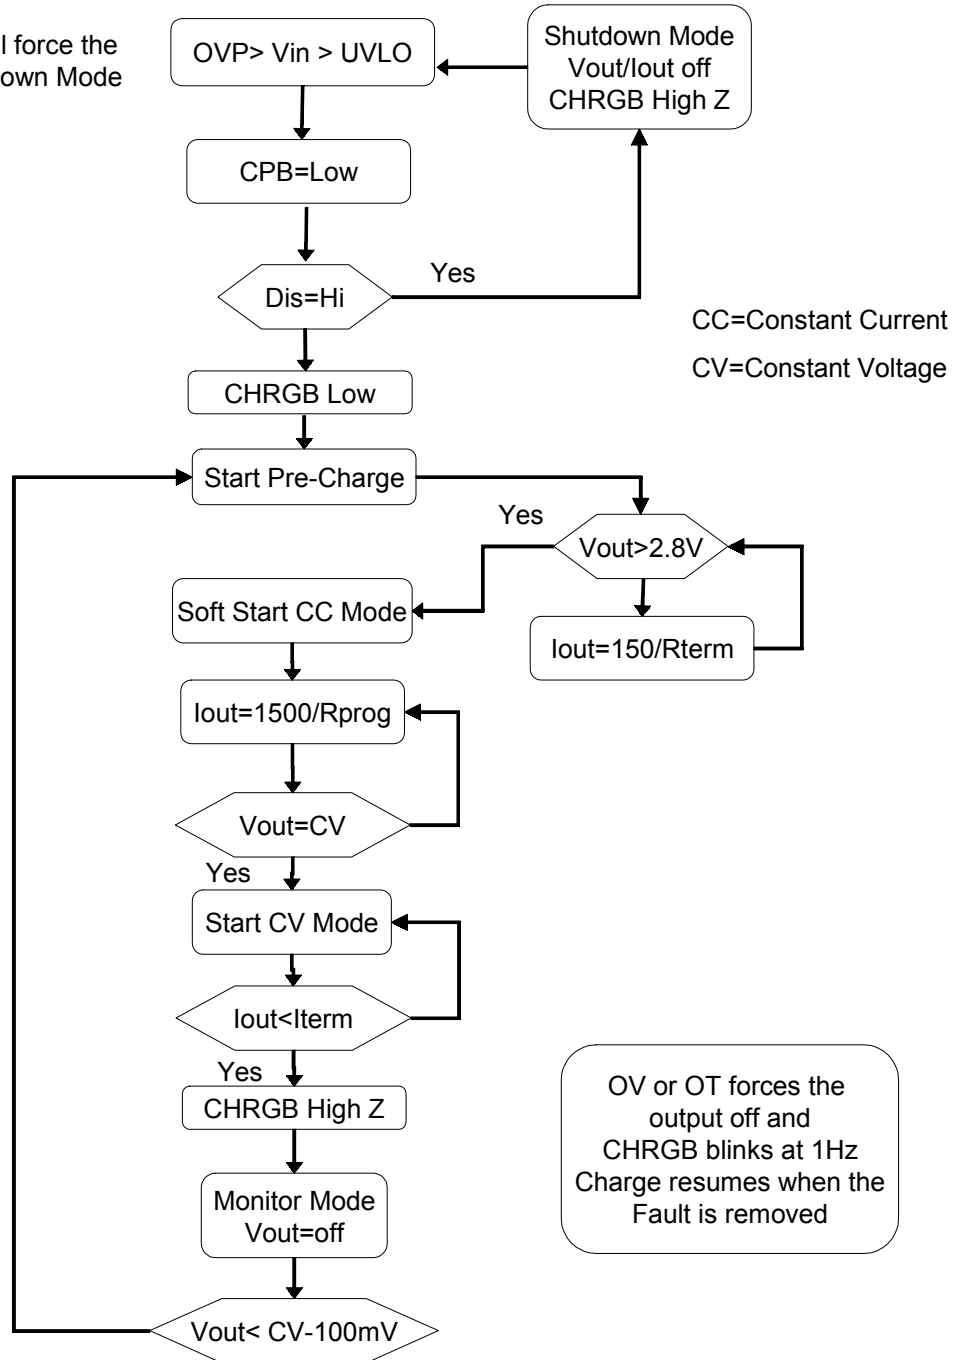 l force the
own Mode
OVP> Vin > UVLO
Shutdown Mode
Vout/Iout off
CHRGB High Z
CPB=Low
Dis=Hi
Yes
CC=Constant Current
CV=Constant Voltage
CHRGB Low
Start Pre-Charge
Yes
Vout>2.8V
Soft Start CC Mode
Iout=150/Rterm
Iout=1500/Rprog
Vout=CV
Yes
Start CV Mode
Iout<Iterm
Yes
CHRGB High Z
OV or OT forces the
output off and
CHRGB blinks at 1Hz
Charge resumes when the
Fault is removed
Monitor Mode
Vout=off
Vout< CV-100mV